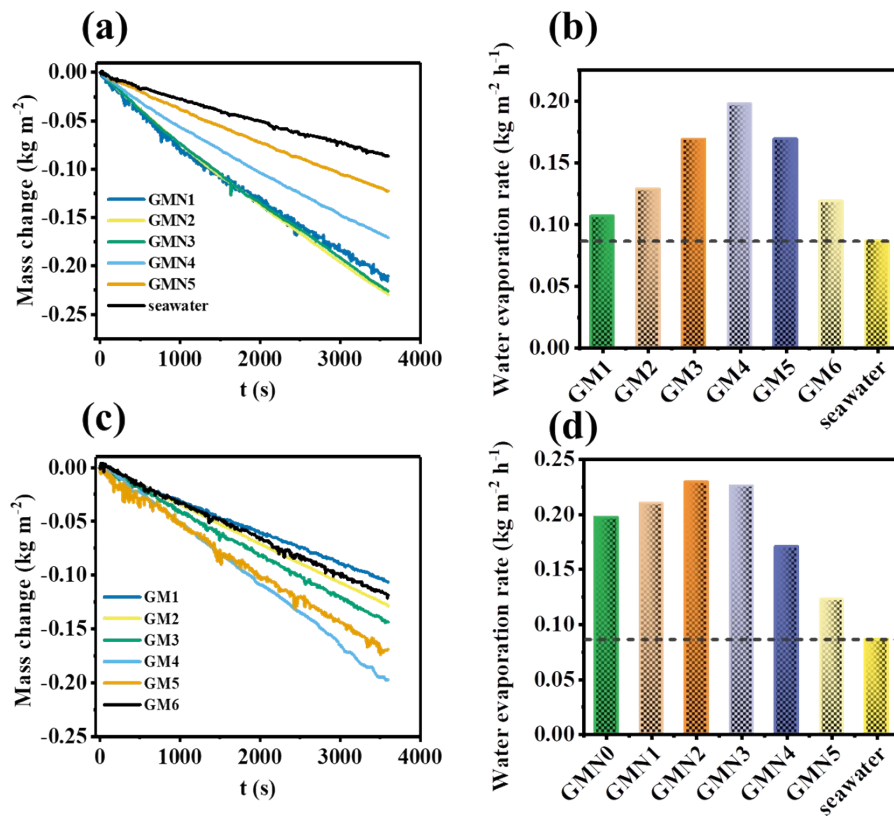 (a)
0.00
-0.05
-0.10
-0.15
-0.20
-0.25
Mass change (kg m⁻²)
GMN1
GMN2
GMN3
GMN4
GMN5
seawater
0 1000 2000 3000 4000
t (s)
(b)
0.20
0.15
0.10
0.05
0.00
Water evaporation rate (kg m⁻² h⁻¹)
GM1 GM2 GM3 GM4 GM5 GM6 seawater
(c)
0.00
-0.05
-0.10
-0.15
-0.20
-0.25
Mass change (kg m⁻²)
GM1
GM2
GM3
GM4
GM5
GM6
0 1000 2000 3000 4000
t (s)
(d)
0.25
0.20
0.15
0.10
0.05
0.00
Water evaporation rate (kg m⁻² h⁻¹)
GMN0 GMN1 GMN2 GMN3 GMN4 GMN5 seawater